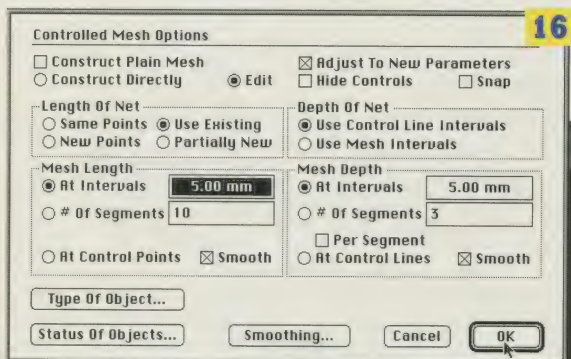 16
Controlled Mesh Options
Construct Plain Mesh
Adjust To New Parameters
Construct Directly
Edit
Hide Controls
Snap
Length Of Net
Same Points
Use Existing
New Points
Partially New
Depth Of Net
Use Control Line Intervals
Use Mesh Intervals
Mesh Length
At Intervals
5.00 mm
# Of Segments
10
At Control Points
Smooth
Mesh Depth
At Intervals
5.00 mm
# Of Segments
3
Per Segment
At Control Lines
Smooth
Type Of Object...
Status Of Objects...
Smoothing...
Cancel
OK